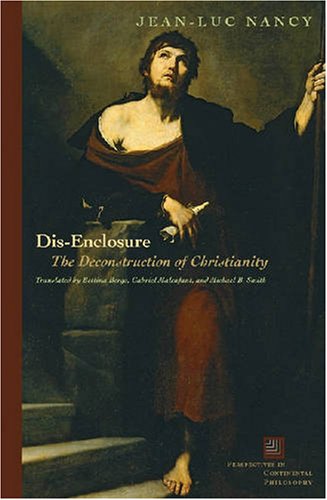 JEAN-LUC NANCY
Dis-Enclosure
The Deconstruction of Christianity
Translated by Bettina Bergo, Gabriel Malenfant, and Michael B. Smith
PERSPECTIVES IN
CONTINENTAL
PHILOSOPHY